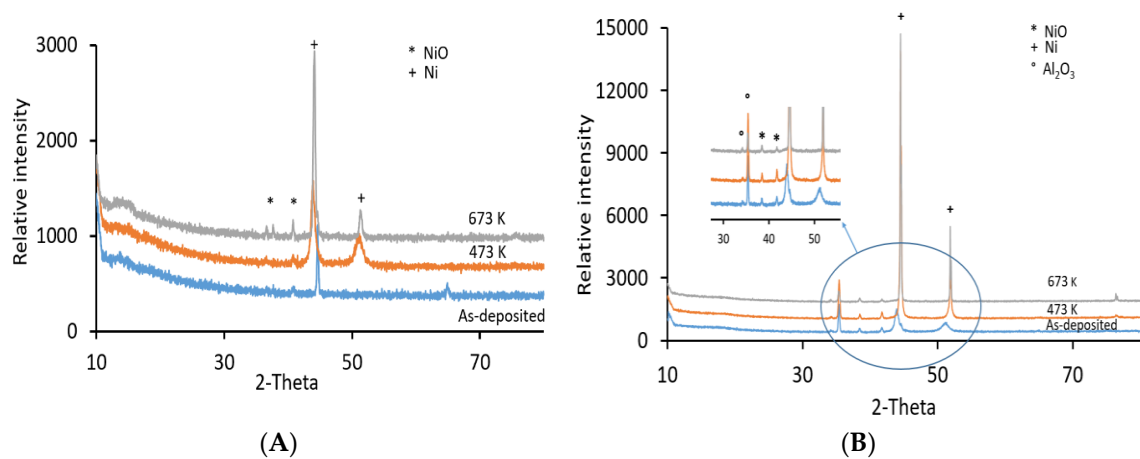 3000
2000
1000
0
Relative intensity
* NiO
+ Ni
+
*
*
+
673 K
473 K
As-deposited
10
30
50
70
2-Theta
(A)
15000
12000
9000
6000
3000
0
Relative intensity
* NiO
+ Ni
° Al₂O₃
+
+
°
°
*
*
30
40
50
673 K
473 K
As-deposited
10
30
50
70
2-Theta
(B)